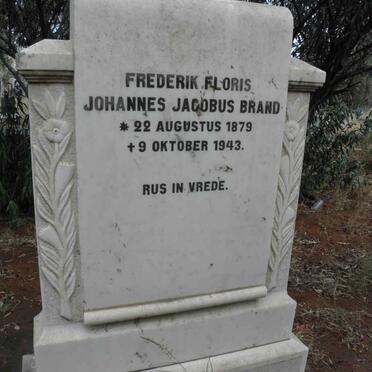 FREDERIK FLORIS
JOHANNES JACOBUS BRAND
* 22 AUGUSTUS 1879
+ 9 OKTOBER 1943.
RUS IN VREDE.